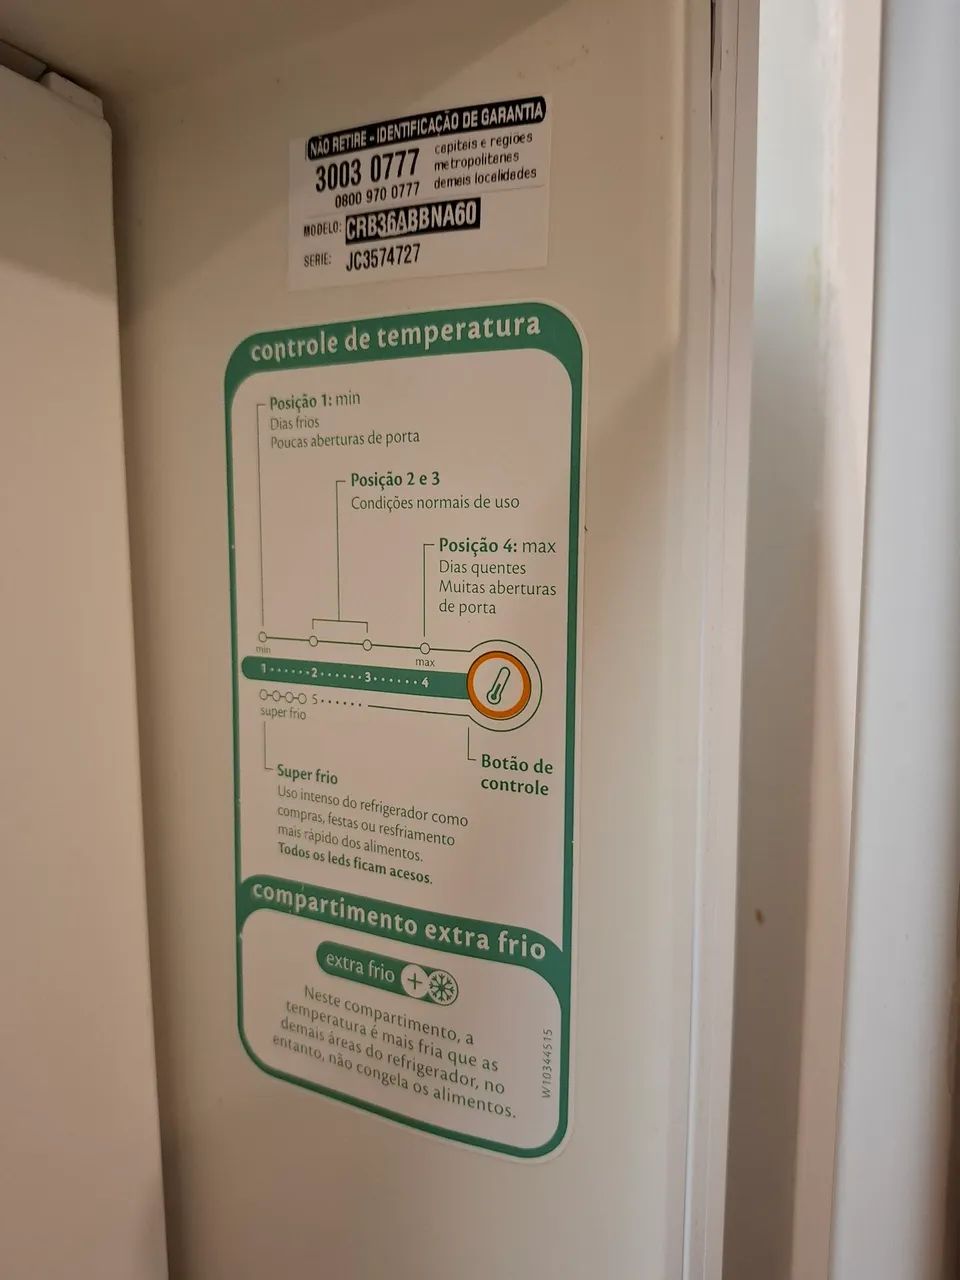 NÃO RETIRE - IDENTIFICAÇÃO DE GARANTIA
3003 0777 capitais e regiões metropolitanas
0800 970 0777 demais localidades
MODELO: CRB36ABBNA60
SERIE: JC3574727
controle de temperatura
Posição 1: min
Dias frios
Poucas aberturas de porta
Posição 2 e 3
Condições normais de uso
Posição 4: max
Dias quentes
Muitas aberturas
de porta
min
max
1······2······3······4
5······
super frio
Botão de
controle
Super frio
Uso intenso do refrigerador como
compras, festas ou resfriamento
mais rápido dos alimentos.
Todos os leds ficam acesos.
compartimento extra frio
extra frio +
Neste compartimento, a
temperatura é mais fria que as
demais áreas do refrigerador, no
entanto, não congela os alimentos.
W10344515